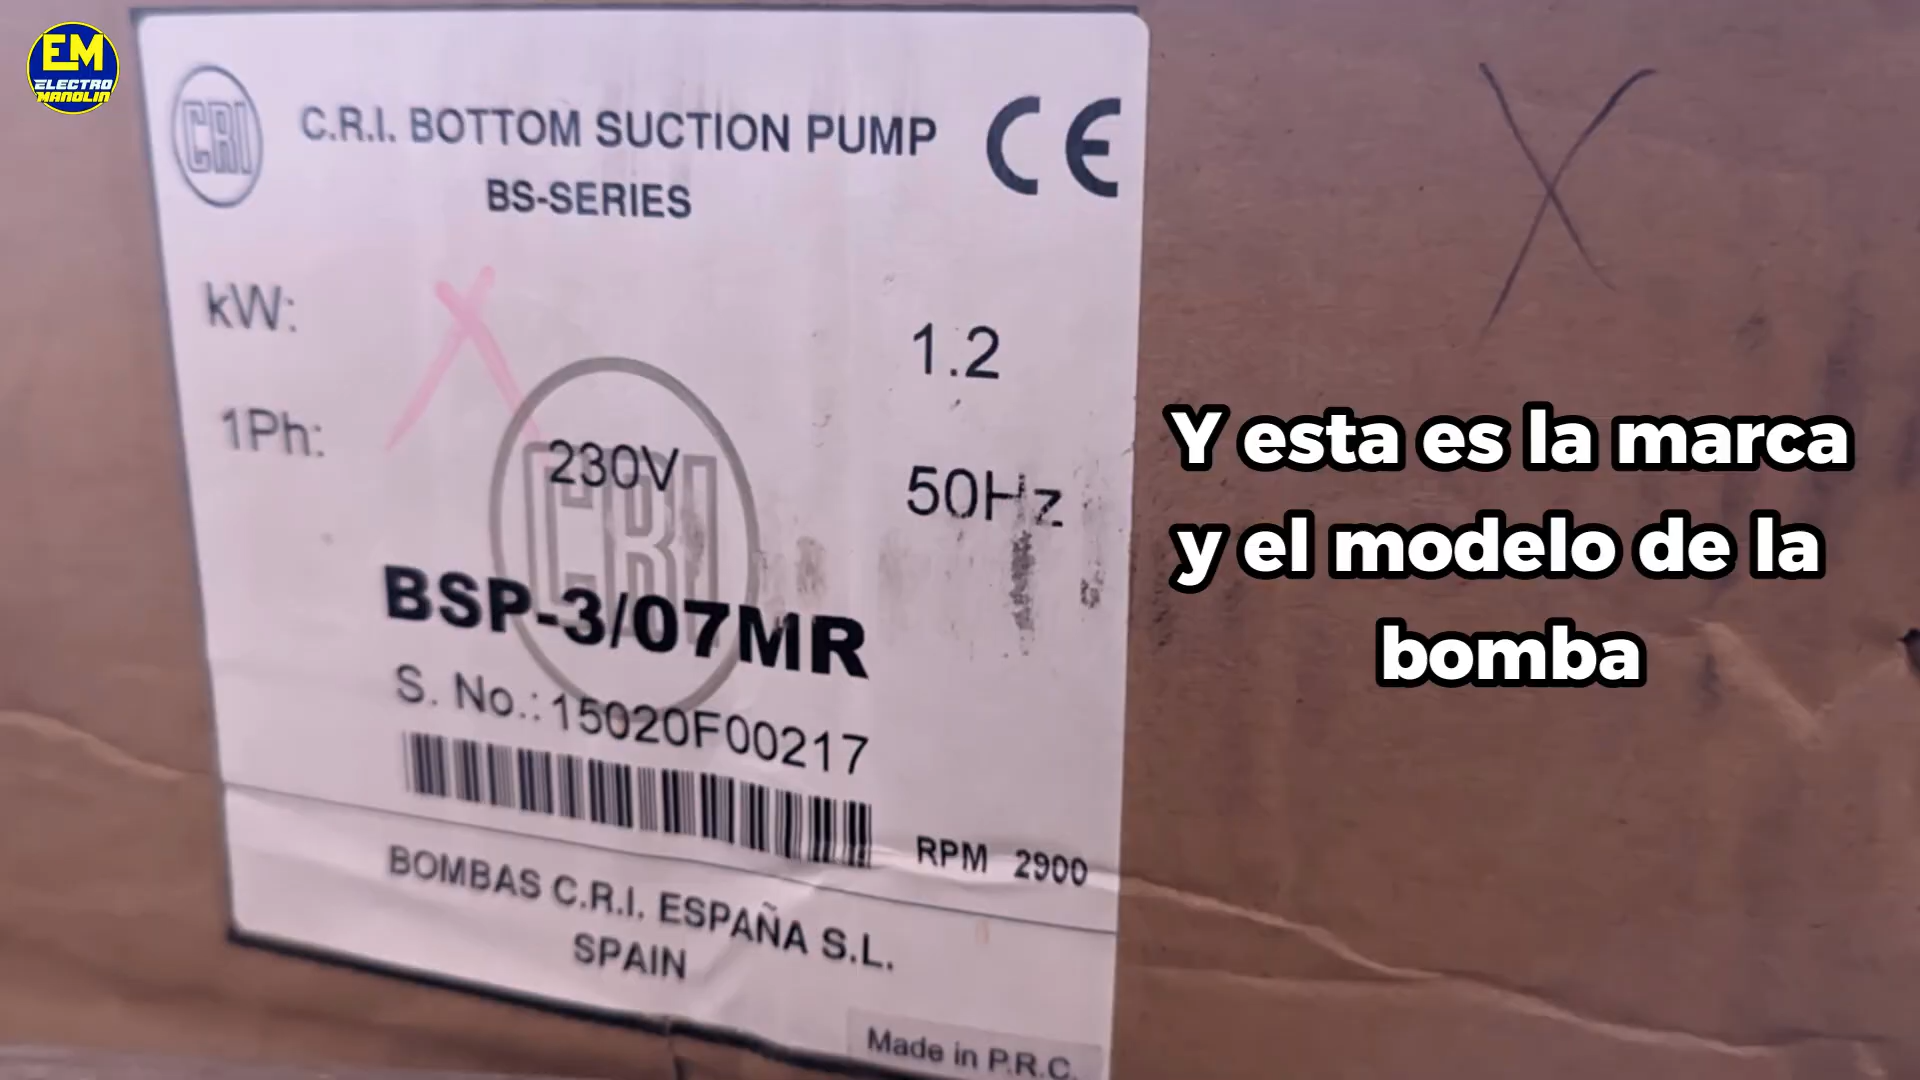 EM
ELECTRO
MANOLIN
CRI
C.R.I. BOTTOM SUCTION PUMP
CE
BS-SERIES
kW: 1.2
1Ph: 230V 50Hz
CRI
BSP-3/07MR
S. No.: 15020F00217
RPM 2900
BOMBAS C.R.I. ESPAÑA S.L.
SPAIN
Made in P.R.C.
Y esta es la marca
y el modelo de la
bomba